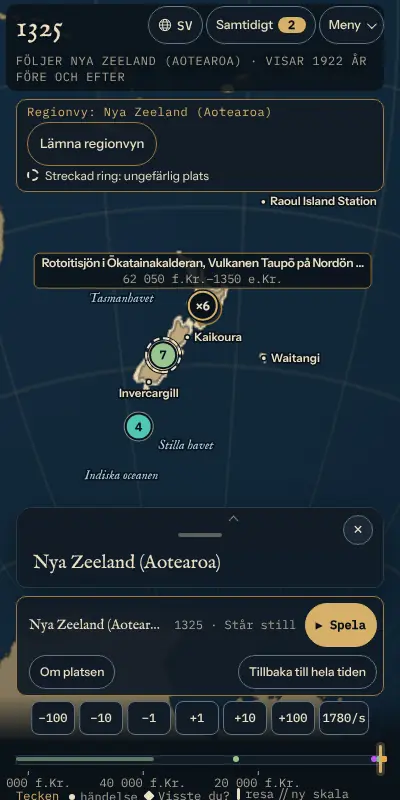 1325
SV
Samtidigt 2
Meny
FÖLJER NYA ZEELAND (AOTEAROA) · VISAR 1922 ÅR
FÖRE OCH EFTER
Regionvy: Nya Zeeland (Aotearoa)
Lämna regionvyn
Streckad ring: ungefärlig plats
Raoul Island Station
Rotoitisjön i Ōkatainakalderan, Vulkanen Taupō på Nordön ...
62 050 f.Kr.–1350 e.Kr.
Tasmanhavet
×6
Kaikoura
7
Waitangi
Invercargill
4
Stilla havet
Indiska oceanen
×
Nya Zeeland (Aotearoa)
Nya Zeeland (Aotear... 1325 · Står still ▶ Spela
Om platsen
Tillbaka till hela tiden
−100 −10 −1 +1 +10 +100 1780/s
000 f.Kr. 40 000 f.Kr. 20 000 f.Kr.
Tecken händelse Visste du? resa // ny skala